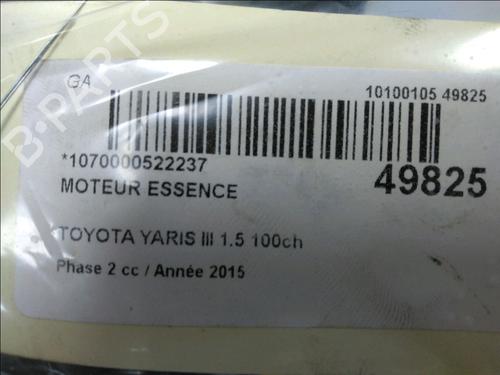 GA
10100105 49825
*1070000522237
49825
MOTEUR ESSENCE
TOYOTA YARIS III 1.5 100ch
Phase 2 cc / Année 2015
B-PARTS